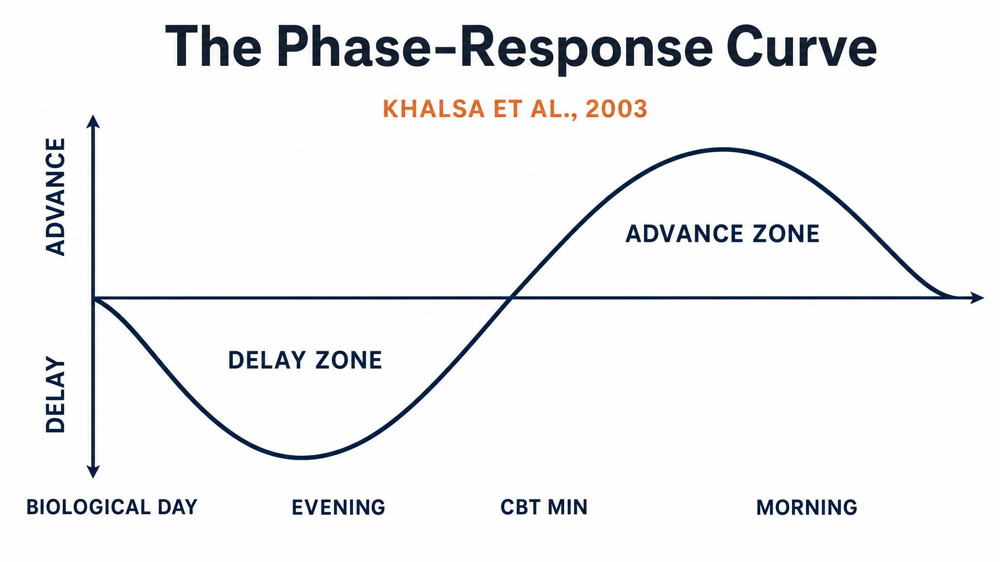 The Phase-Response Curve
KHALSA ET AL., 2003
ADVANCE
ADVANCE ZONE
DELAY ZONE
DELAY
BIOLOGICAL DAY
EVENING
CBT MIN
MORNING